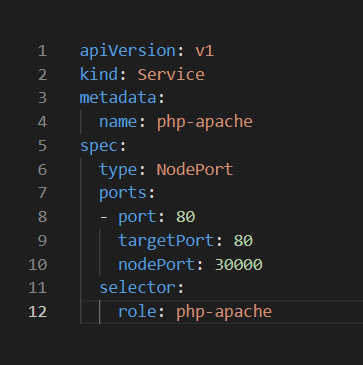 1 apiVersion: v1
2 kind: Service
3 metadata:
4   name: php-apache
5 spec:
6   type: NodePort
7   ports:
8   - port: 80
9     targetPort: 80
10     nodePort: 30000
11   selector:
12     role: php-apache